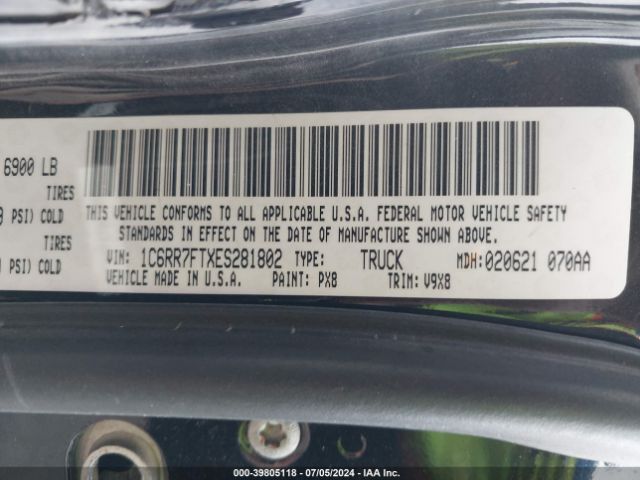 6900 LB
TIRES
PSI) COLD
THIS VEHICLE CONFORMS TO ALL APPLICABLE U.S.A. FEDERAL MOTOR VEHICLE SAFETY
STANDARDS IN EFFECT ON THE DATE OF MANUFACTURE SHOWN ABOVE.
TIRES
PSI) COLD
VIN: 1C6RR7FTXES281802 TYPE: TRUCK MDH:020621 070AA
VEHICLE MADE IN U.S.A. PAINT: PX8 TRIM: V9X8
000-39805118 - 07/05/2024 - IAA Inc.